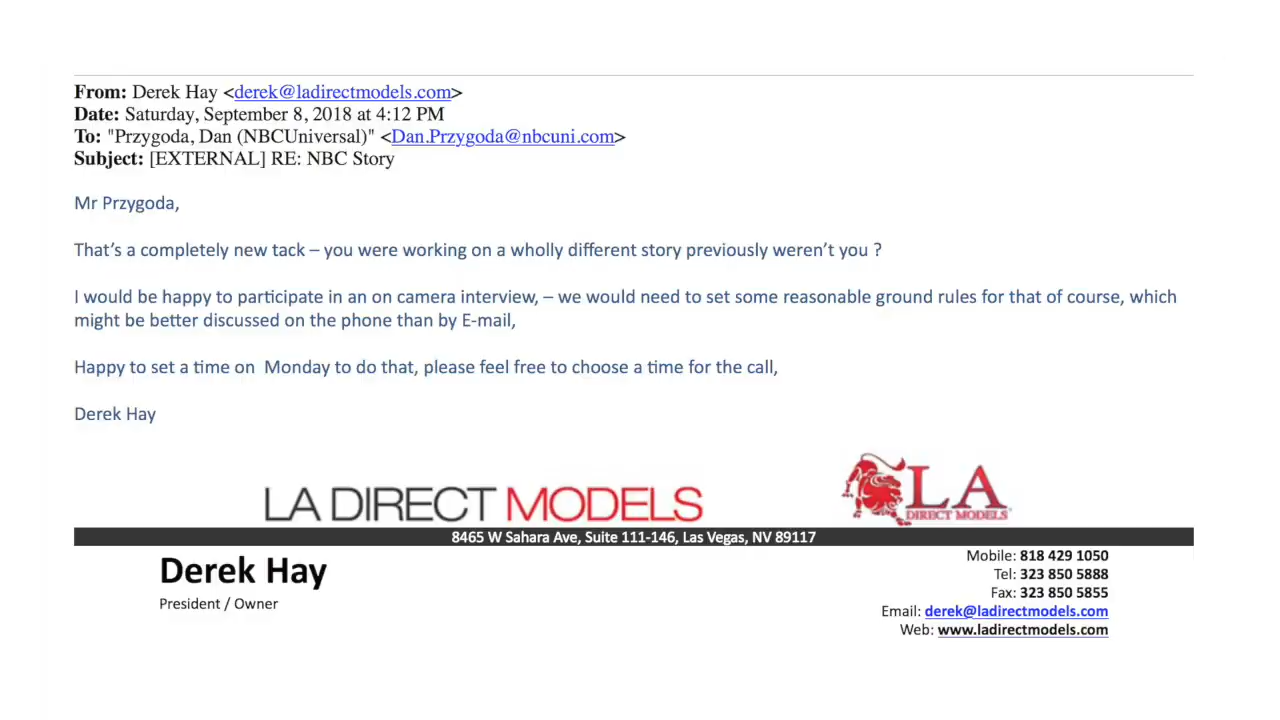 From: Derek Hay <derek@ladirectmodels.com>
Date: Saturday, September 8, 2018 at 4:12 PM
To: "Przygoda, Dan (NBCUniversal)" <Dan.Przygoda@nbcuni.com>
Subject: [EXTERNAL] RE: NBC Story
Mr Przygoda,
That's a completely new tack – you were working on a wholly different story previously weren't you ?
I would be happy to participate in an on camera interview, – we would need to set some reasonable ground rules for that of course, which
might be better discussed on the phone than by E-mail,
Happy to set a time on  Monday to do that, please feel free to choose a time for the call,
Derek Hay
LA DIRECT MODELS
LA
DIRECT MODELS
8465 W Sahara Ave, Suite 111-146, Las Vegas, NV 89117
Derek Hay
President / Owner
Mobile: 818 429 1050
Tel: 323 850 5888
Fax: 323 850 5855
Email: derek@ladirectmodels.com
Web: www.ladirectmodels.com